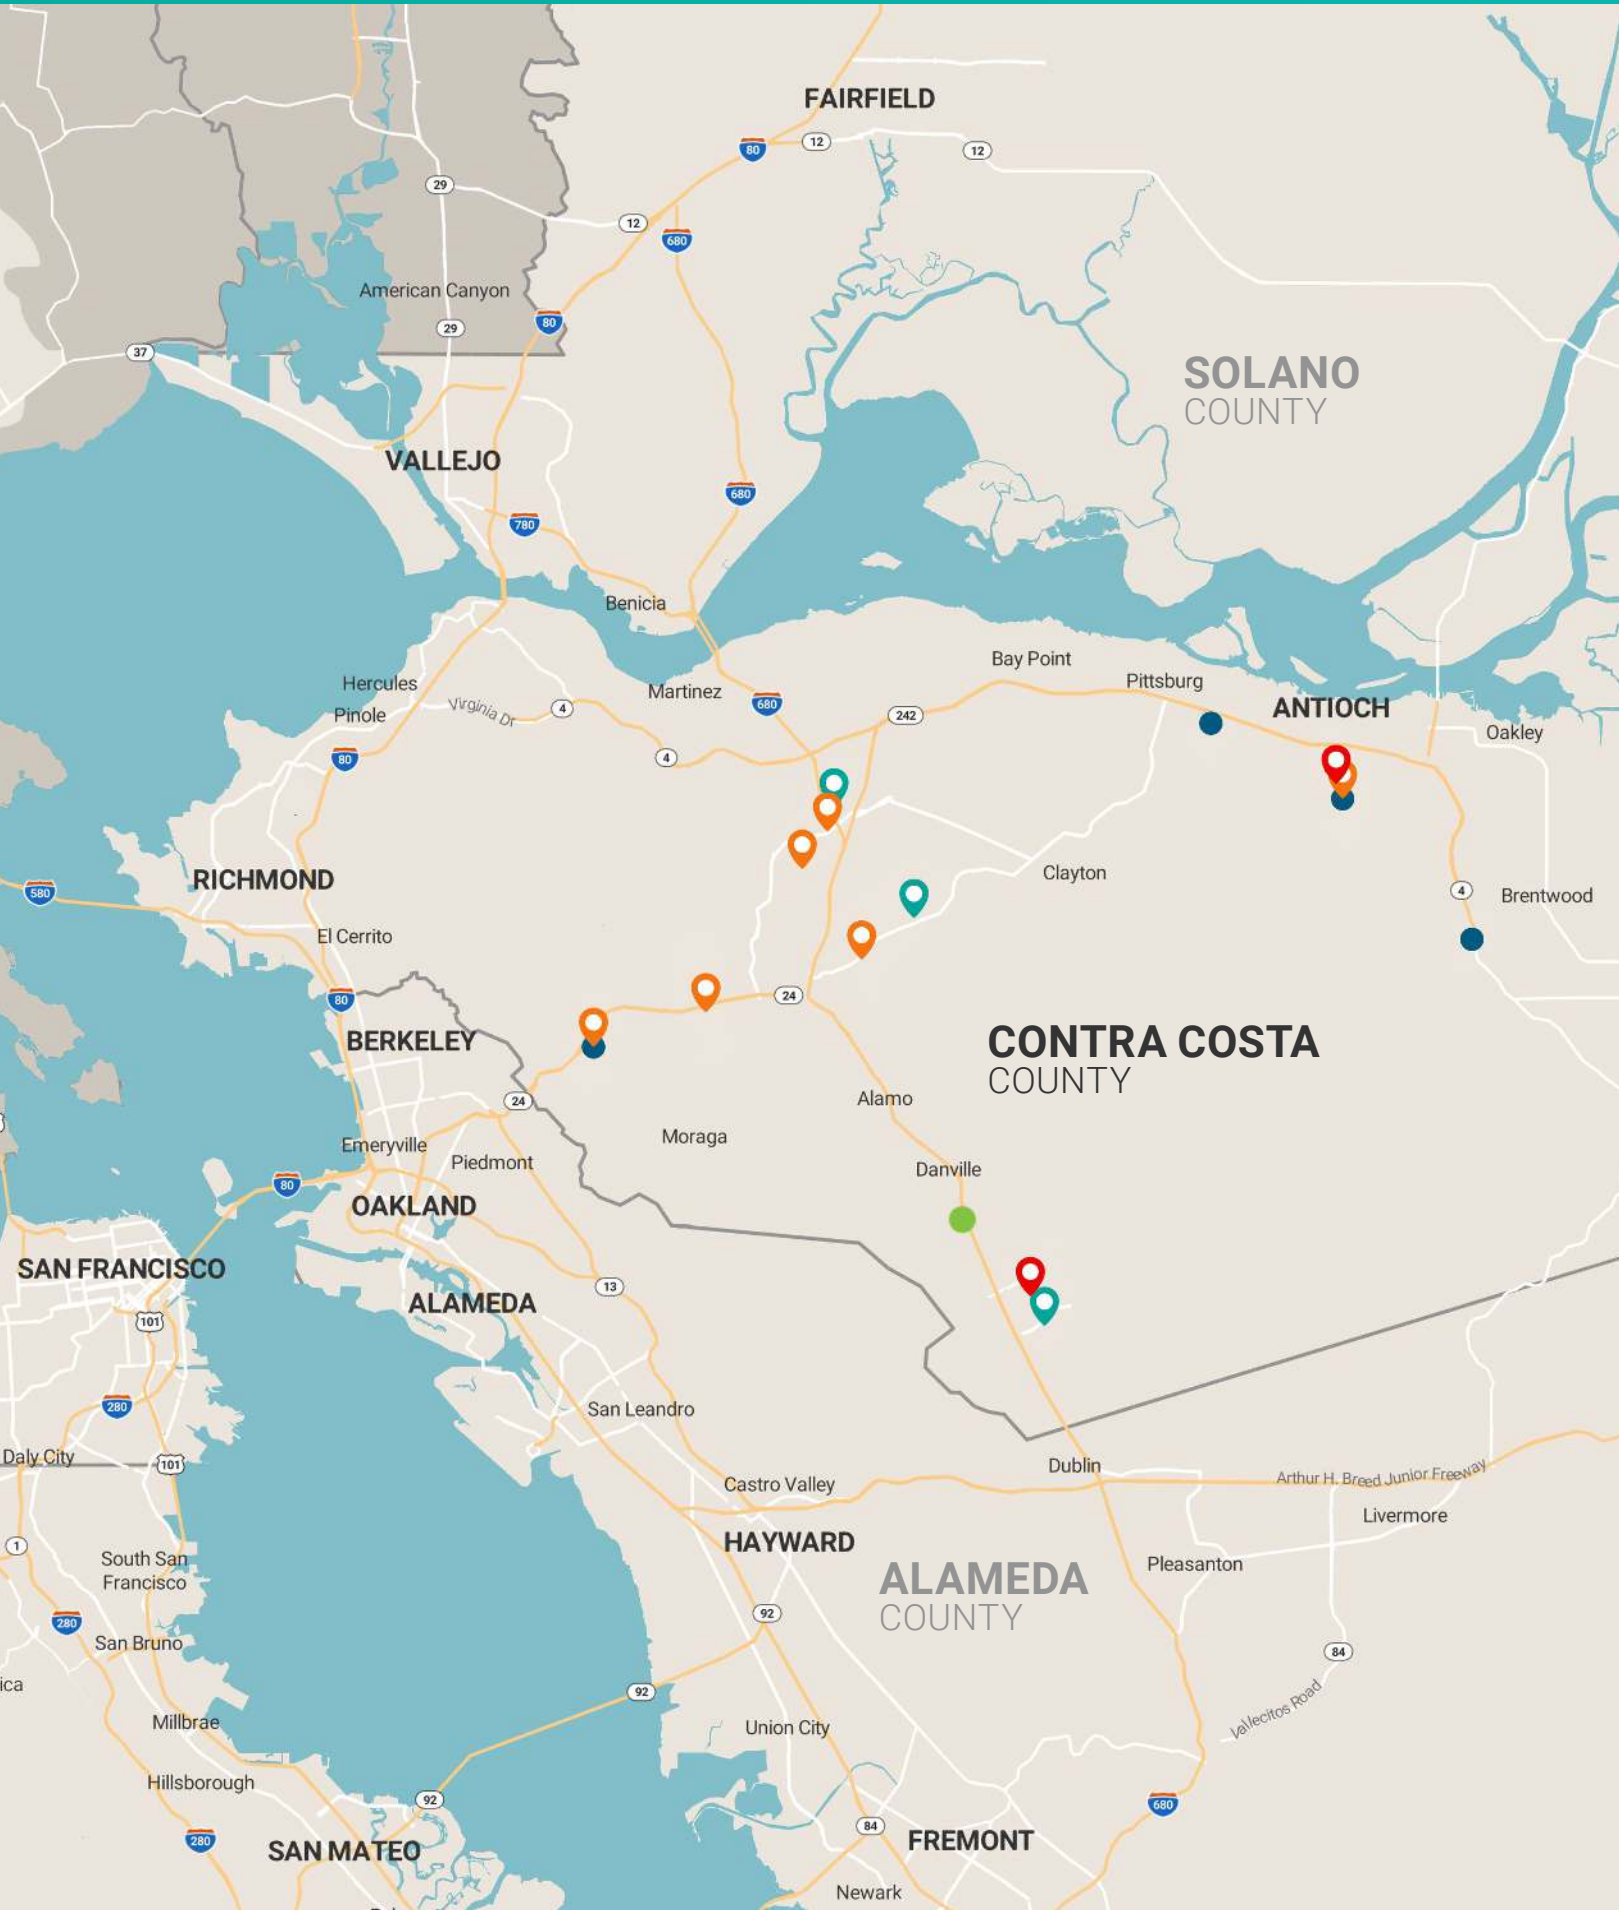 FAIRFIELD
80
12
12
29
12
680
American Canyon
80
29
37
SOLANO
COUNTY
VALLEJO
680
780
Benicia
Bay Point
Hercules
Martinez
Pittsburg
Pinole
Virginia Dr
4
680
242
ANTIOCH
Oakley
80
4
RICHMOND
Clayton
580
4
Brentwood
El Cerrito
80
24
BERKELEY
CONTRA COSTA
COUNTY
24
Alamo
Moraga
Emeryville
Piedmont
Danville
80
OAKLAND
SAN FRANCISCO
13
ALAMEDA
101
280
San Leandro
Daly City
101
Dublin
Castro Valley
Arthur H. Breed Junior Freeway
Livermore
1
HAYWARD
South San
Francisco
Pleasanton
ALAMEDA
COUNTY
280
92
San Bruno
84
ica
92
Vallecitos Road
Millbrae
Union City
Hillsborough
92
680
280
84
SAN MATEO
FREMONT
Newark